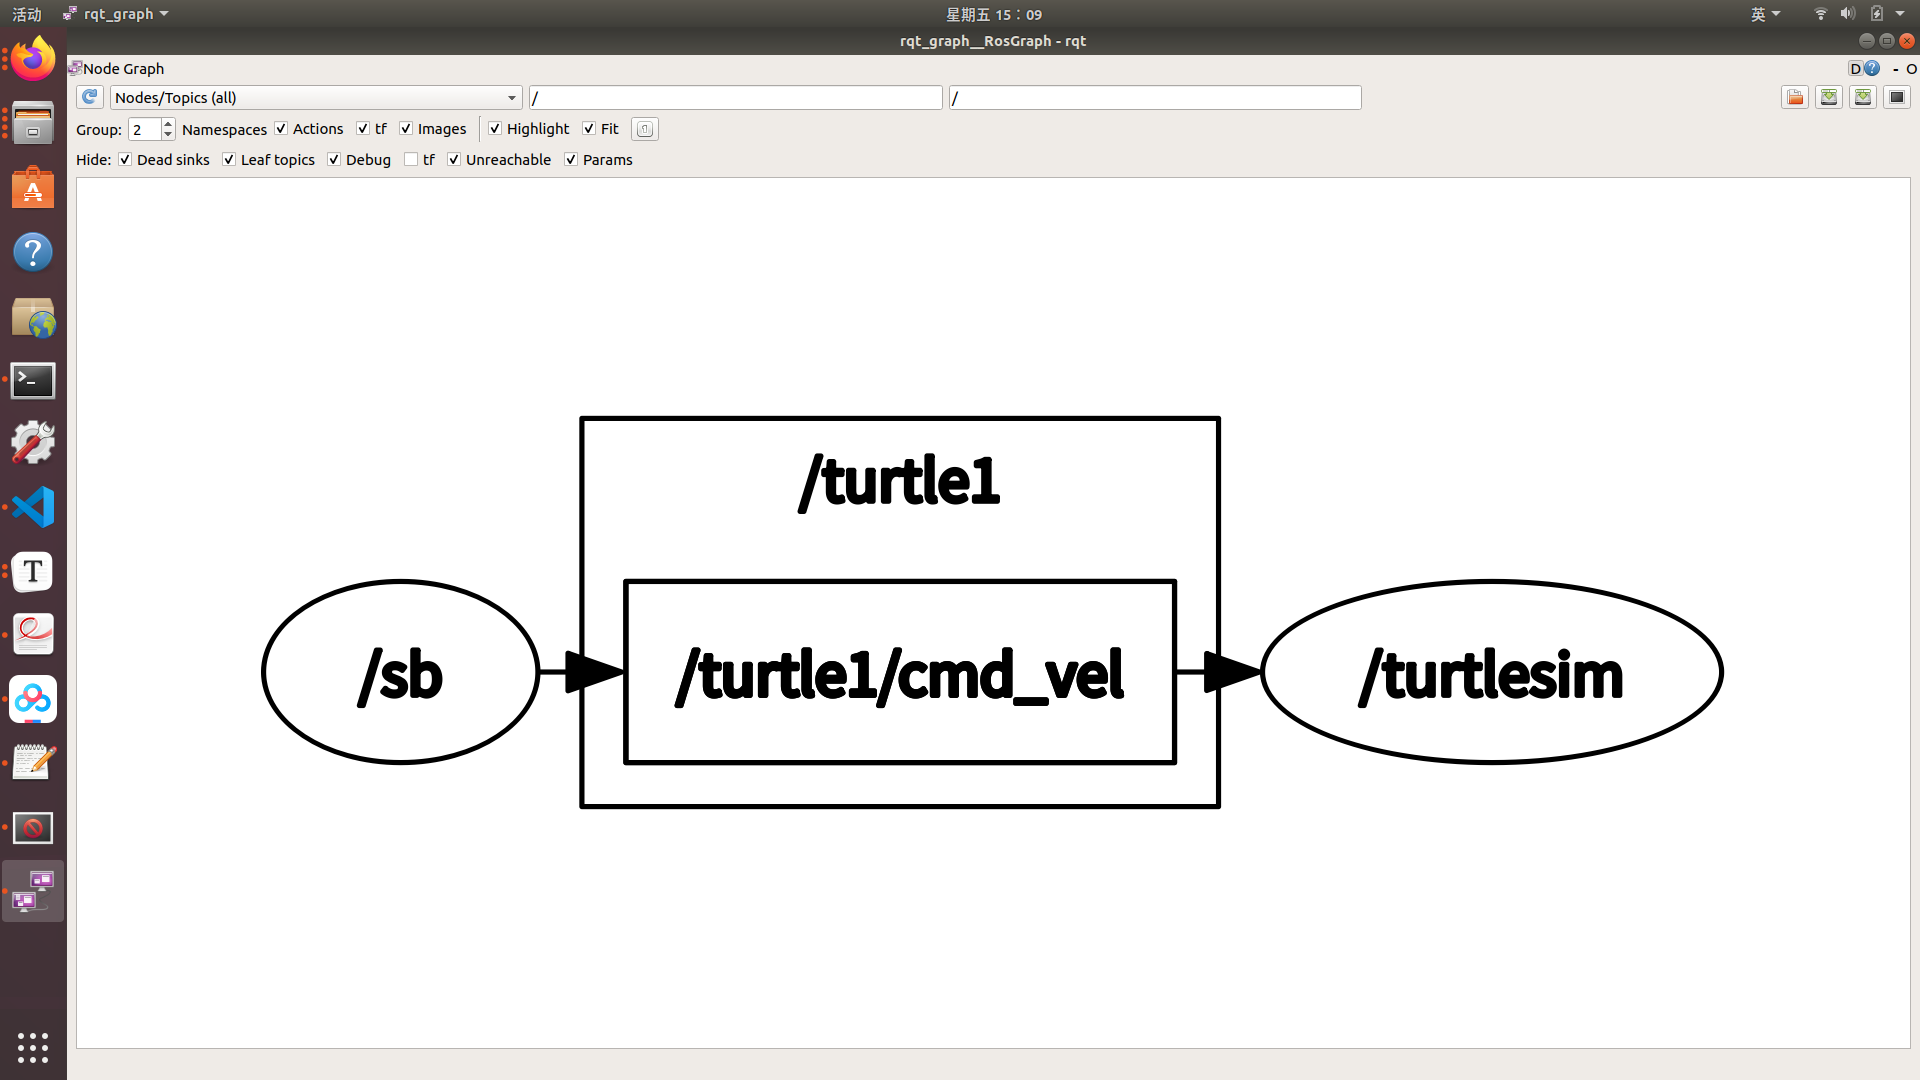 活动 rqt_graph 星期五 15：09 英
rqt_graph__RosGraph - rqt
Node Graph D ? - O
Nodes/Topics (all) / /
Group: 2 Namespaces Actions tf Images Highlight Fit
Hide: Dead sinks Leaf topics Debug tf Unreachable Params
/turtle1
/sb /turtle1/cmd_vel /turtlesim